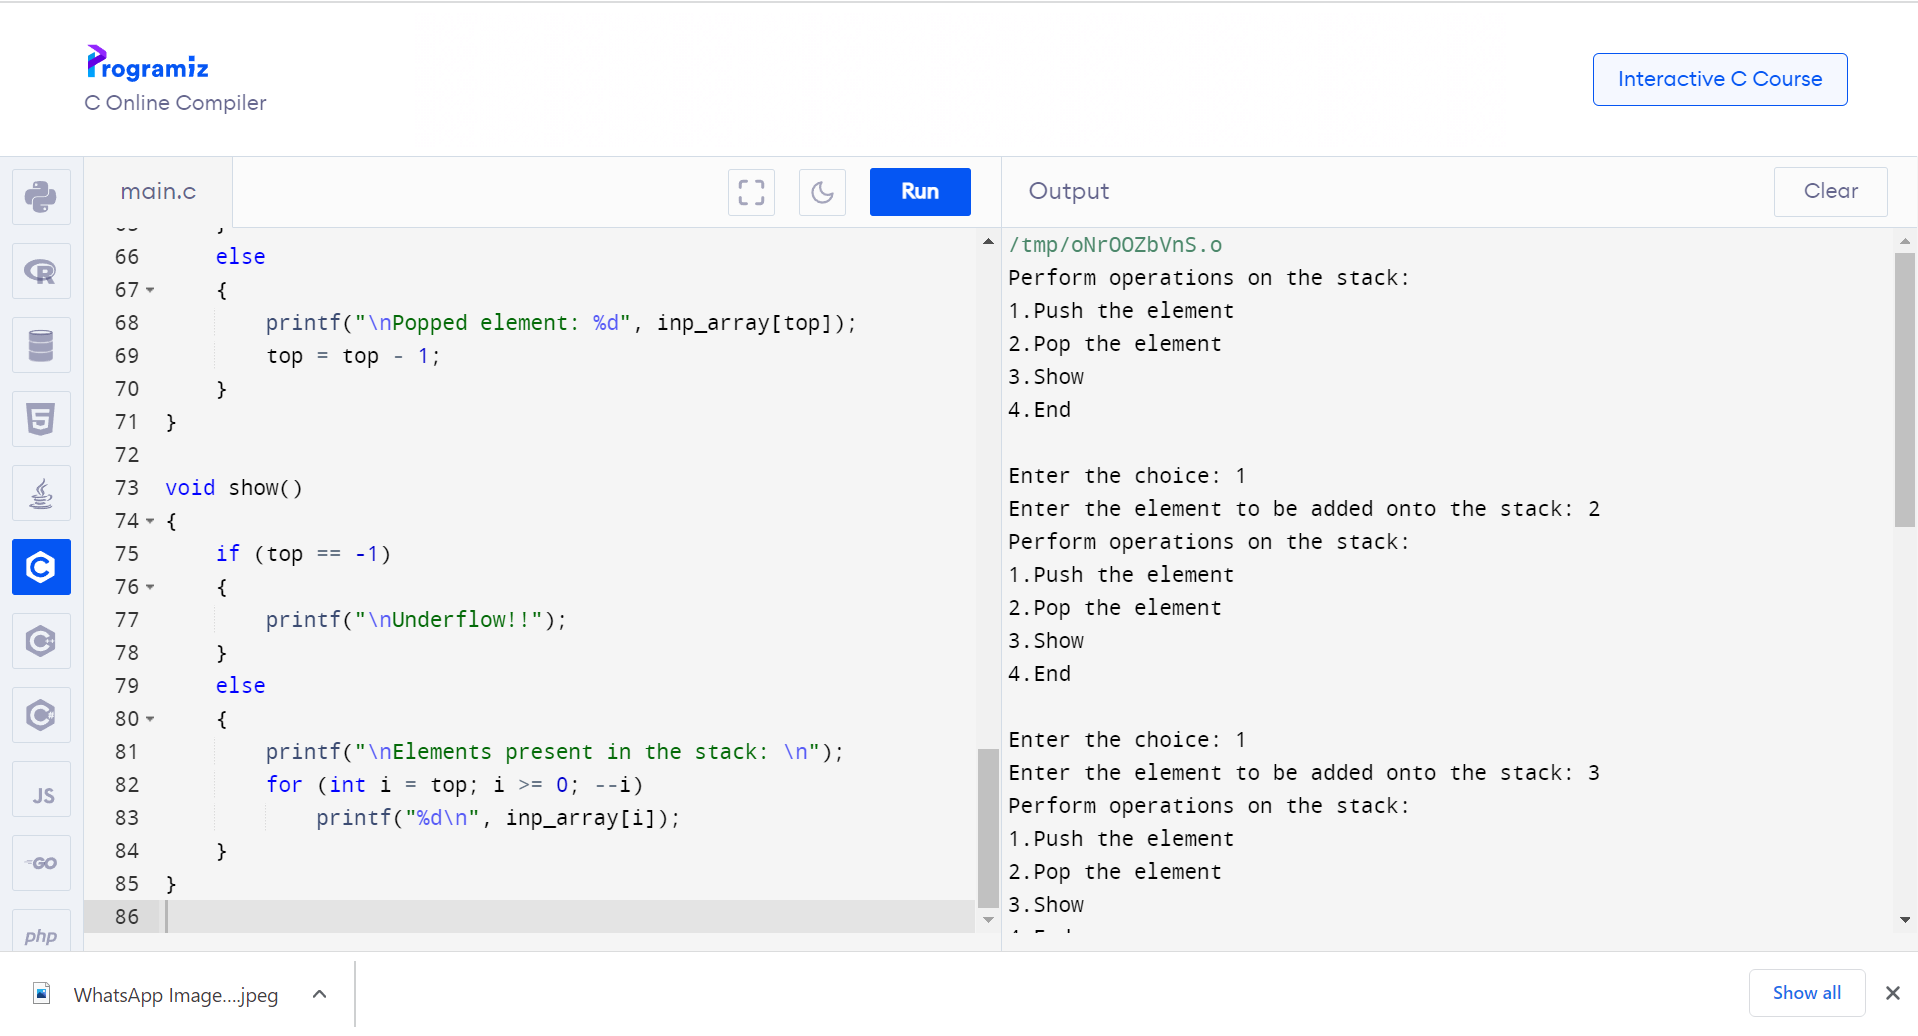 Programiz
C Online Compiler
Interactive C Course
main.c
Run
Output
Clear
66 else
67 {
68 printf("\nPopped element: %d", inp_array[top]);
69 top = top - 1;
70 }
71 }
72
73 void show()
74 {
75 if (top == -1)
76 {
77 printf("\nUnderflow!!");
78 }
79 else
80 {
81 printf("\nElements present in the stack: \n");
82 for (int i = top; i >= 0; --i)
83 printf("%d\n", inp_array[i]);
84 }
85 }
86
/tmp/oNrOOZbVnS.o
Perform operations on the stack:
1.Push the element
2.Pop the element
3.Show
4.End
Enter the choice: 1
Enter the element to be added onto the stack: 2
Perform operations on the stack:
1.Push the element
2.Pop the element
3.Show
4.End
Enter the choice: 1
Enter the element to be added onto the stack: 3
Perform operations on the stack:
1.Push the element
2.Pop the element
3.Show
R
5
C
C
C#
JS
GO
php
WhatsApp Image....jpeg
Show all